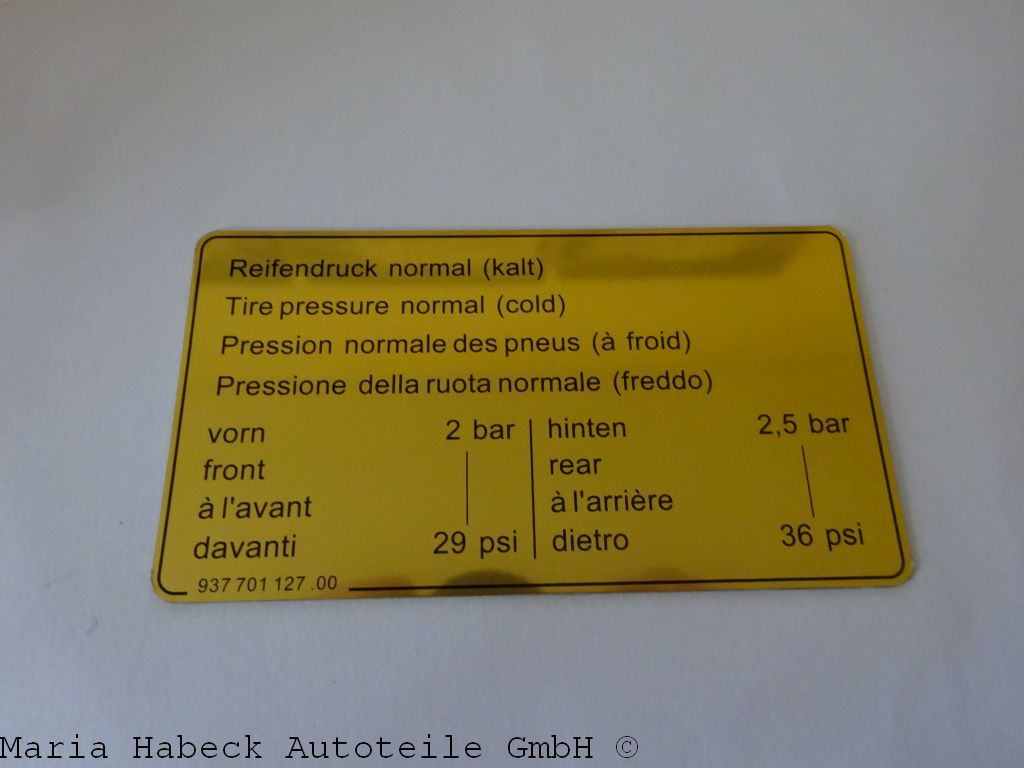 Reifendruck normal (kalt)
Tire pressure normal (cold)
Pression normale des pneus (à froid)
Pressione della ruota normale (freddo)
vorn 2 bar hinten 2,5 bar
front rear
à l'avant à l'arrière
davanti 29 psi dietro 36 psi
937 701 127 .00
Maria Habeck Autoteile GmbH ©